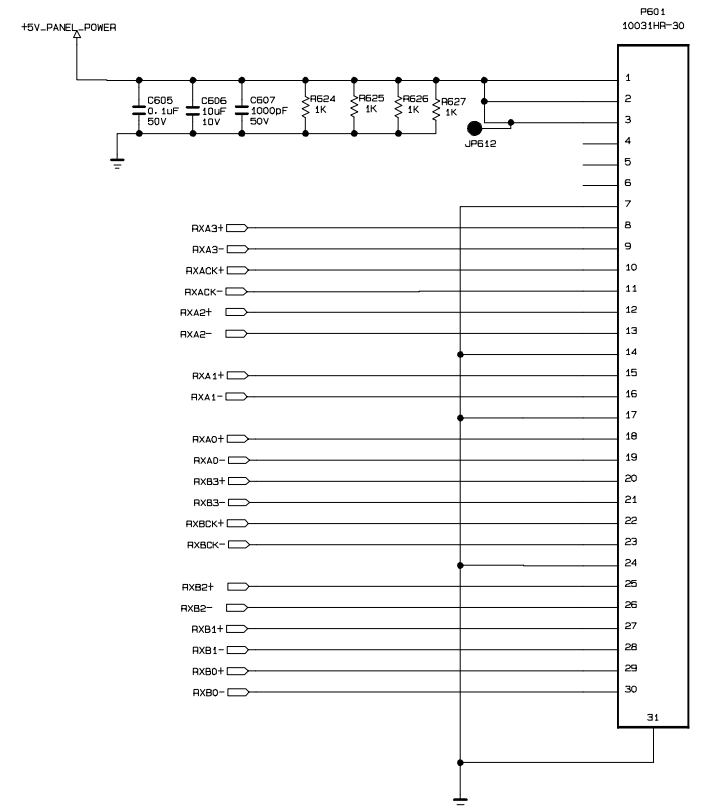 P601
10031HR-30
+5V_PANEL_POWER
C605
0.1uF
50V
C606
10uF
10V
C607
1000pF
50V
R624
1K
R625
1K
R626
1K
R627
1K
JP612
1
2
3
4
5
6
7
RXA3+ 8
RXA3- 9
RXACK+ 10
RXACK- 11
RXA2+ 12
RXA2- 13
14
RXA1+ 15
RXA1- 16
17
RXA0+ 18
RXA0- 19
RXB3+ 20
RXB3- 21
RXBCK+ 22
RXBCK- 23
24
RXB2+ 25
RXB2- 26
RXB1+ 27
RXB1- 28
RXB0+ 29
RXB0- 30
31